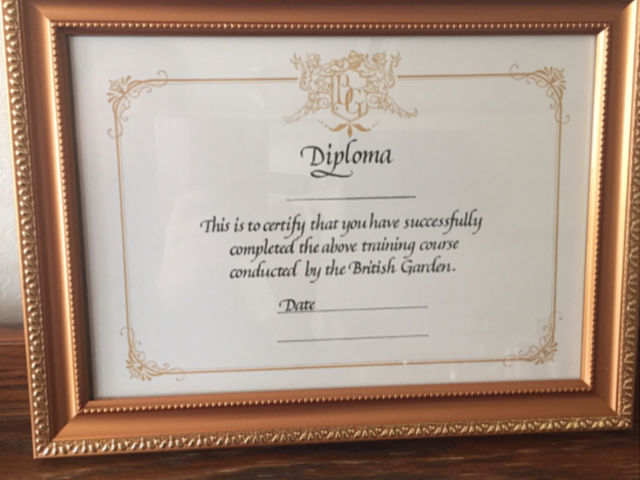 BG
Diploma
This is to certify that you have successfully
completed the above training course
conducted by the British Garden.
Date